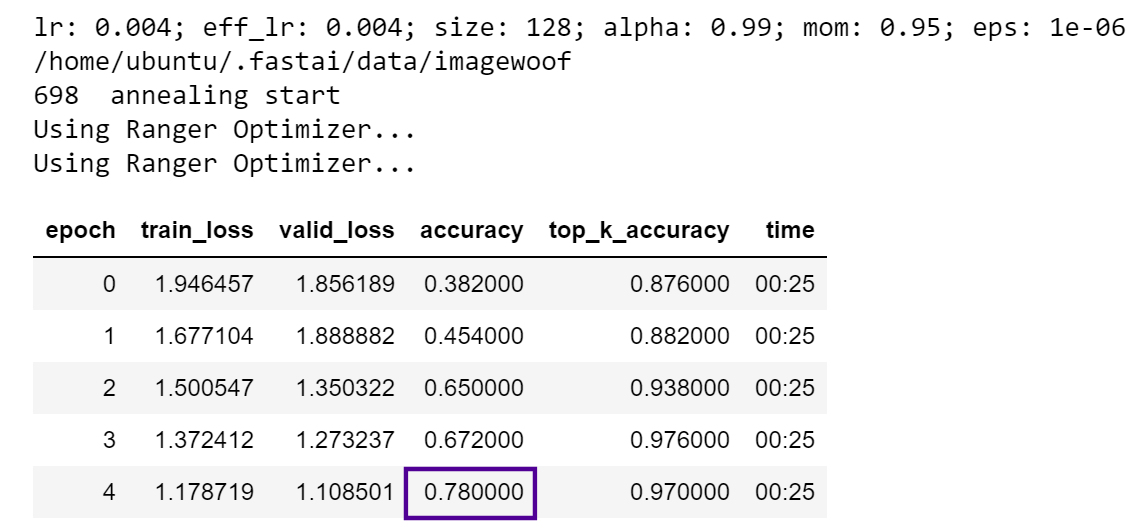 lr: 0.004; eff_lr: 0.004; size: 128; alpha: 0.99; mom: 0.95; eps: 1e-06
/home/ubuntu/.fastai/data/imagewoof
698  annealing start
Using Ranger Optimizer...
Using Ranger Optimizer...
epoch train_loss valid_loss accuracy top_k_accuracy time
0 1.946457 1.856189 0.382000 0.876000 00:25
1 1.677104 1.888882 0.454000 0.882000 00:25
2 1.500547 1.350322 0.650000 0.938000 00:25
3 1.372412 1.273237 0.672000 0.976000 00:25
4 1.178719 1.108501 0.780000 0.970000 00:25